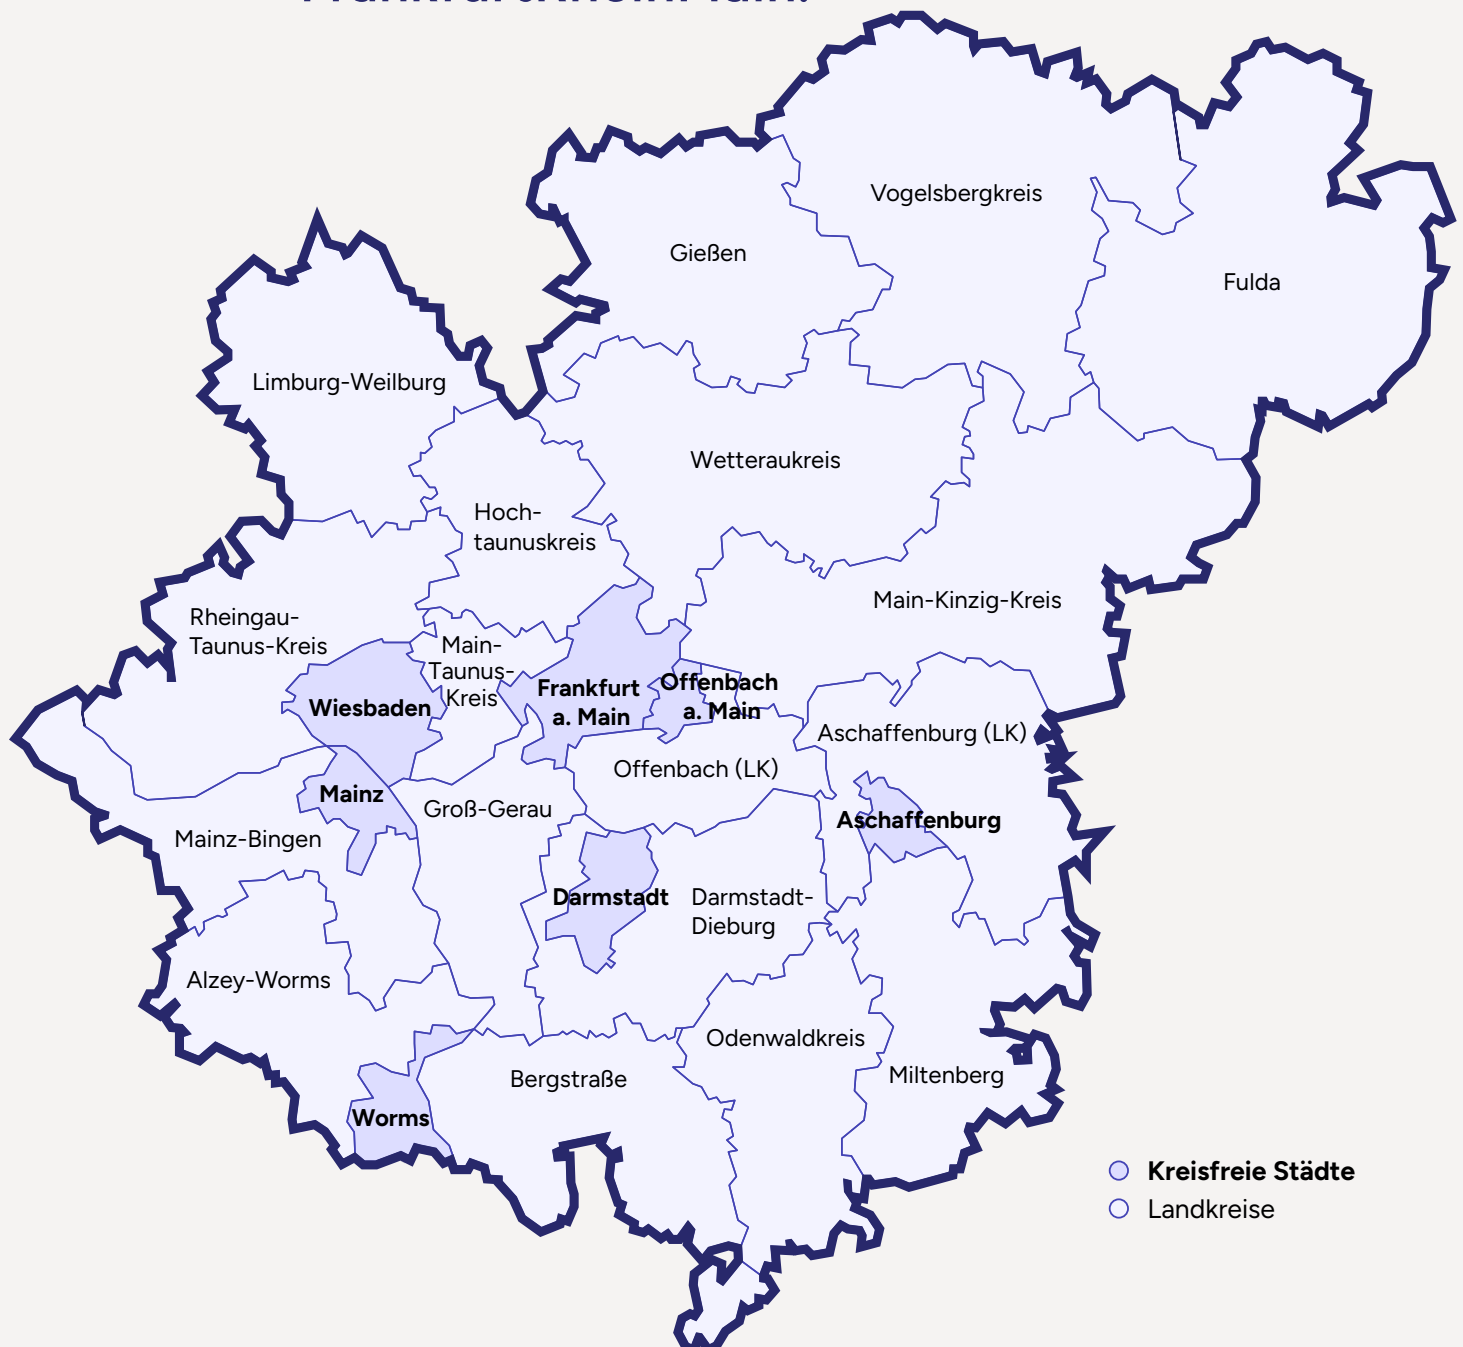 FrankfurtRheinMain.
Vogelsbergkreis
Gießen
Fulda
Limburg-Weilburg
Wetteraukreis
Hoch-
taunuskreis
Main-Kinzig-Kreis
Rheingau-
Taunus-Kreis
Main-
Taunus-
Kreis
Wiesbaden
Frankfurt
a. Main
Offenbach
a. Main
Aschaffenburg (LK)
Offenbach (LK)
Mainz
Groß-Gerau
Aschaffenburg
Mainz-Bingen
Darmstadt
Darmstadt-
Dieburg
Alzey-Worms
Odenwaldkreis
Bergstraße
Miltenberg
Worms
Kreisfreie Städte
Landkreise